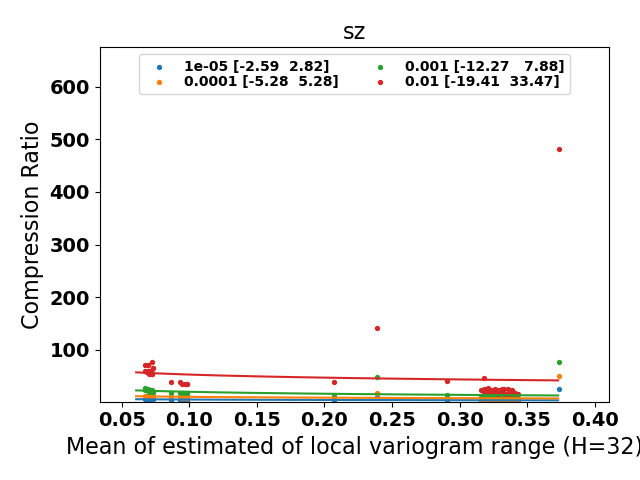 sz
1e-05 [-2.59  2.82]
0.0001 [-5.28  5.28]
0.001 [-12.27   7.88]
0.01 [-19.41  33.47]
Compression Ratio
600
500
400
300
200
100
0.05 0.10 0.15 0.20 0.25 0.30 0.35 0.40
Mean of estimated of local variogram range (H=32)